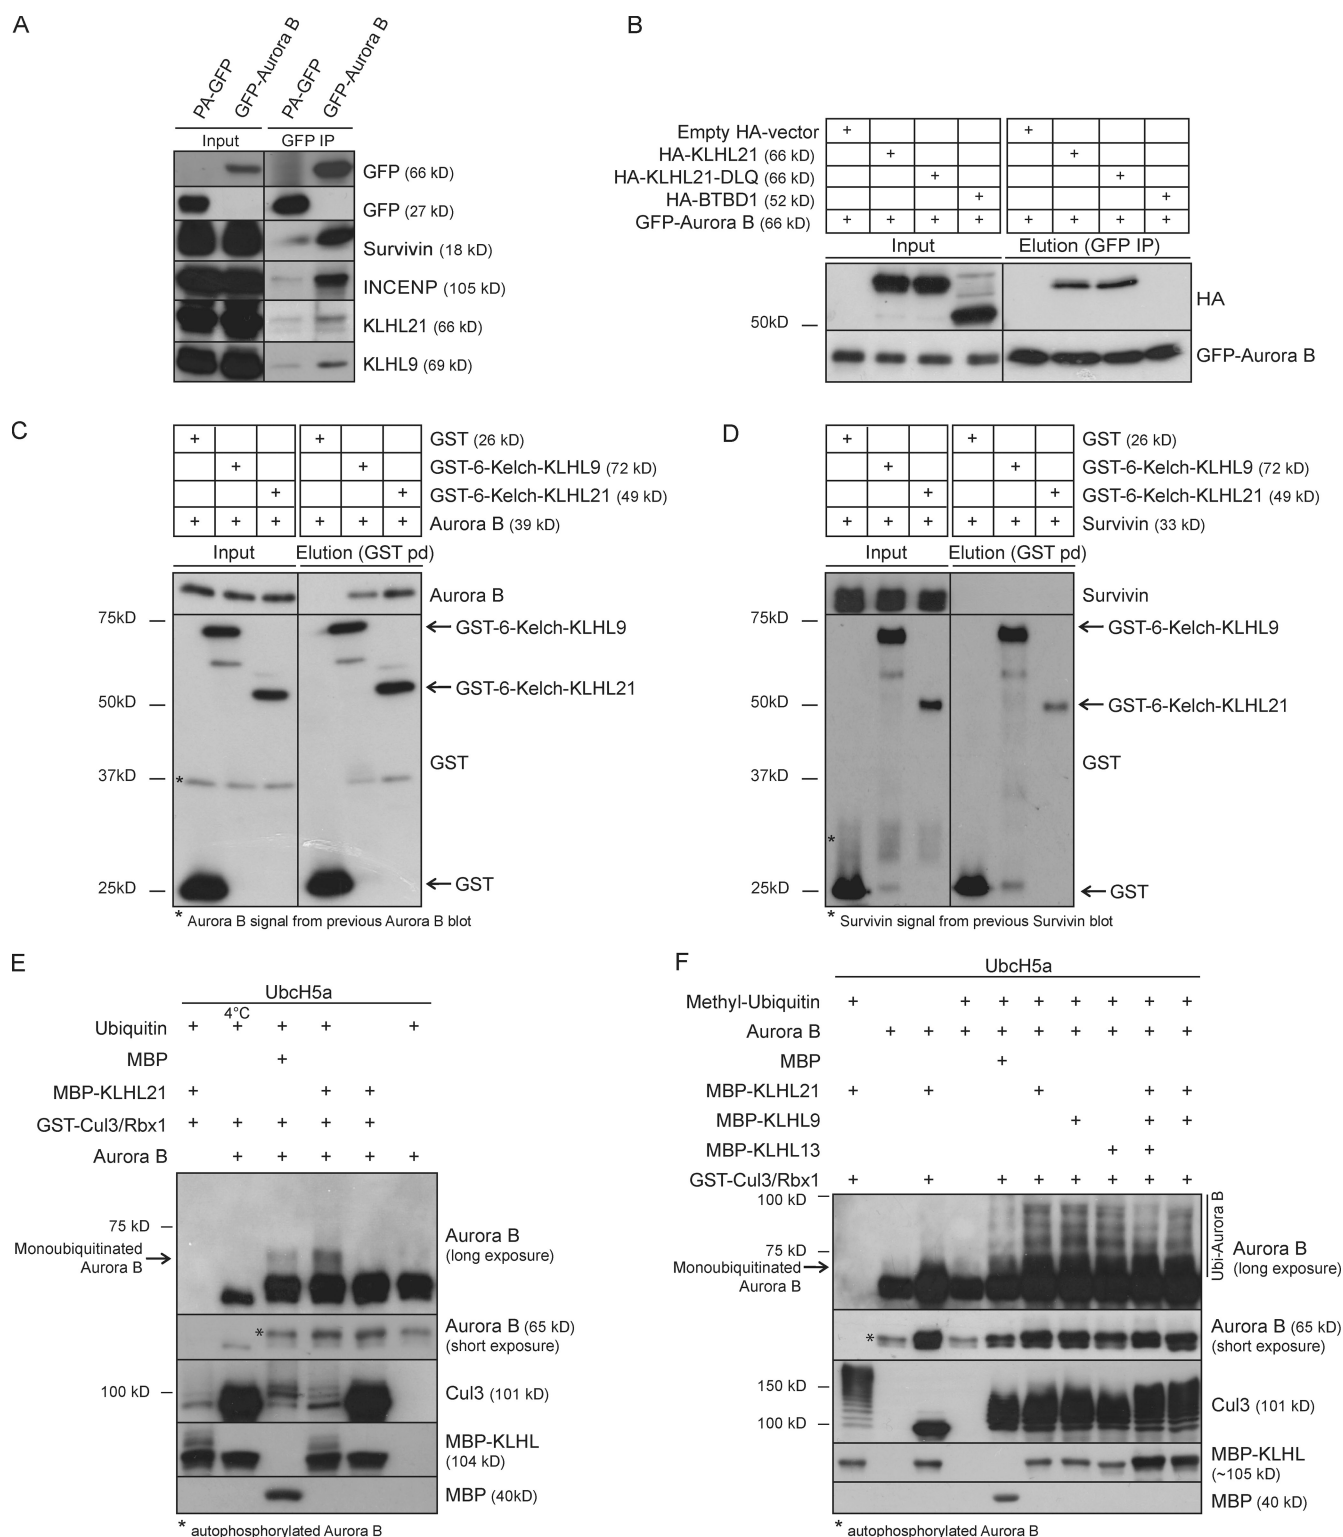 A
PA-GFP
GFP-Aurora B
PA-GFP
GFP-Aurora B
Input
GFP IP
GFP (66 kD)
GFP (27 kD)
Survivin (18 kD)
INCENP (105 kD)
KLHL21 (66 kD)
KLHL9 (69 kD)
B
Empty HA-vector + +
HA-KLHL21 (66 kD) + +
HA-KLHL21-DLQ (66 kD) + +
HA-BTBD1 (52 kD) + +
GFP-Aurora B (66 kD) + + + + + + + +
Input Elution (GFP IP)
HA
50kD
GFP-Aurora B
C
+ + GST (26 kD)
+ + GST-6-Kelch-KLHL9 (72 kD)
+ + GST-6-Kelch-KLHL21 (49 kD)
+ + + + + + Aurora B (39 kD)
Input Elution (GST pd)
Aurora B
75kD
GST-6-Kelch-KLHL9
GST-6-Kelch-KLHL21
50kD
GST
37kD
*
25kD
GST
* Aurora B signal from previous Aurora B blot
D
+ + GST (26 kD)
+ + GST-6-Kelch-KLHL9 (72 kD)
+ + GST-6-Kelch-KLHL21 (49 kD)
+ + + + + + Survivin (33 kD)
Input Elution (GST pd)
Survivin
75kD
GST-6-Kelch-KLHL9
50kD
GST-6-Kelch-KLHL21
GST
37kD
*
25kD
GST
* Survivin signal from previous Survivin blot
E
UbcH5a
4°C
Ubiquitin + + + + +
MBP +
MBP-KLHL21 + + +
GST-Cul3/Rbx1 + + + + +
Aurora B + + + + +
75 kD
Monoubiquitinated
Aurora B
Aurora B
(long exposure)
*
Aurora B (65 kD)
(short exposure)
100 kD
Cul3 (101 kD)
MBP-KLHL
(104 kD)
MBP (40kD)
* autophosphorylated Aurora B
F
UbcH5a
Methyl-Ubiquitin + + + + + + + +
Aurora B + + + + + + + + +
MBP +
MBP-KLHL21 + + + + +
MBP-KLHL9 + + +
MBP-KLHL13 + +
GST-Cul3/Rbx1 + + + + + + + +
100 kD
75 kD
Monoubiquitinated
Aurora B
Ubi-Aurora B
Aurora B
(long exposure)
*
Aurora B (65 kD)
(short exposure)
150 kD
Cul3 (101 kD)
100 kD
MBP-KLHL
(~105 kD)
MBP (40 kD)
* autophosphorylated Aurora B